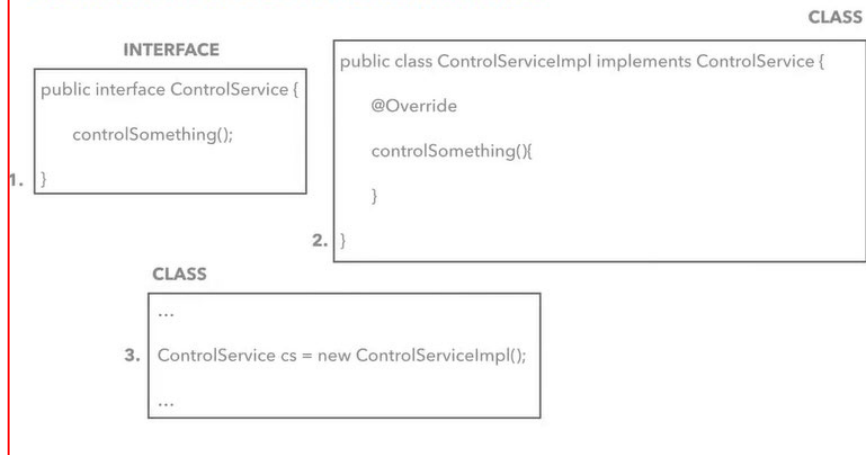 INTERFACE
public interface ControlService {
controlSomething();
1. }
CLASS
public class ControlServiceImpl implements ControlService {
@Override
controlSomething(){
}
2. }
CLASS
...
3. ControlService cs = new ControlServiceImpl();
...